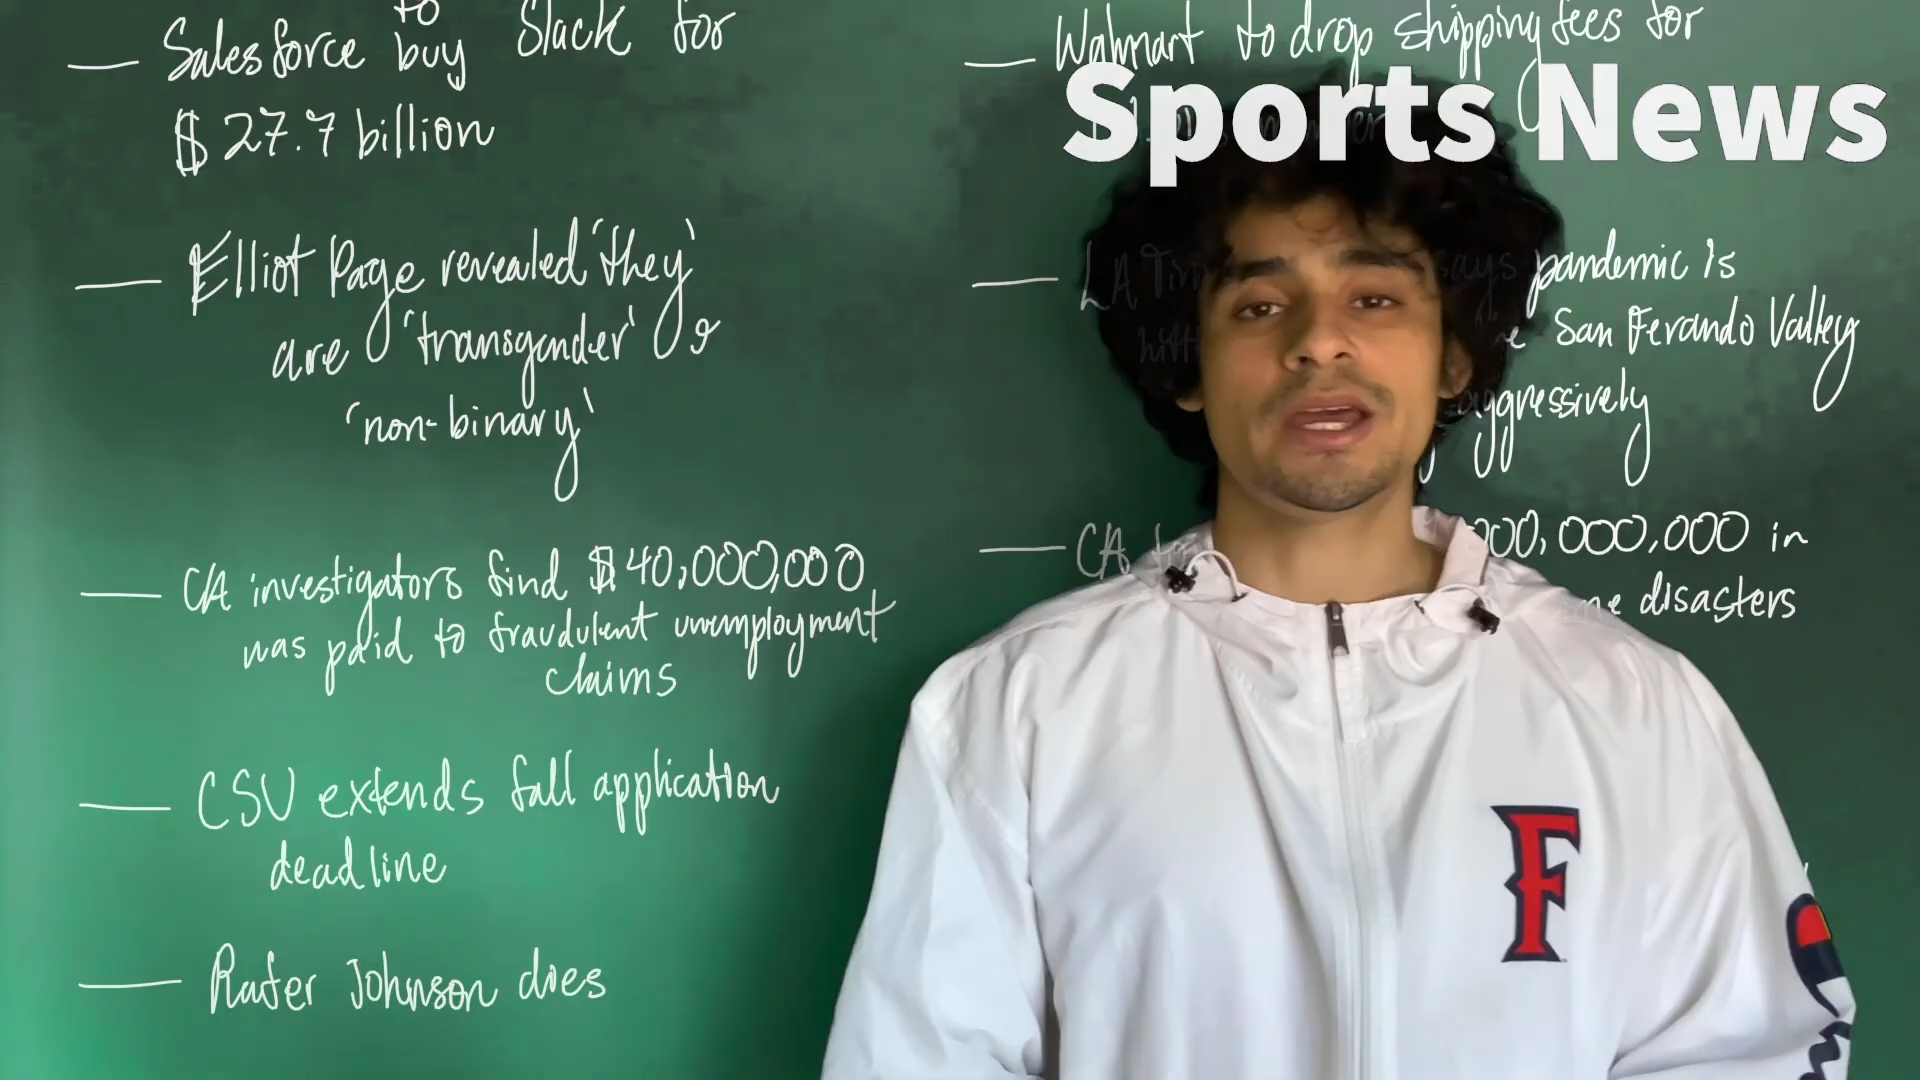 — Salesforce to buy Slack for
$27.7 billion
— Elliot Page revealed 'they'
are 'transgender' &
'non-binary'
— CA investigators find $40,000,000
was paid to fraudulent unemployment
claims
— CSU extends fall application
deadline
— Rafer Johnson dies
— Walmart to drop shipping fees for
Sports News
— LA says pandemic is
San Ferando Valley
aggressively
— CA 000,000,000 in
disasters
F